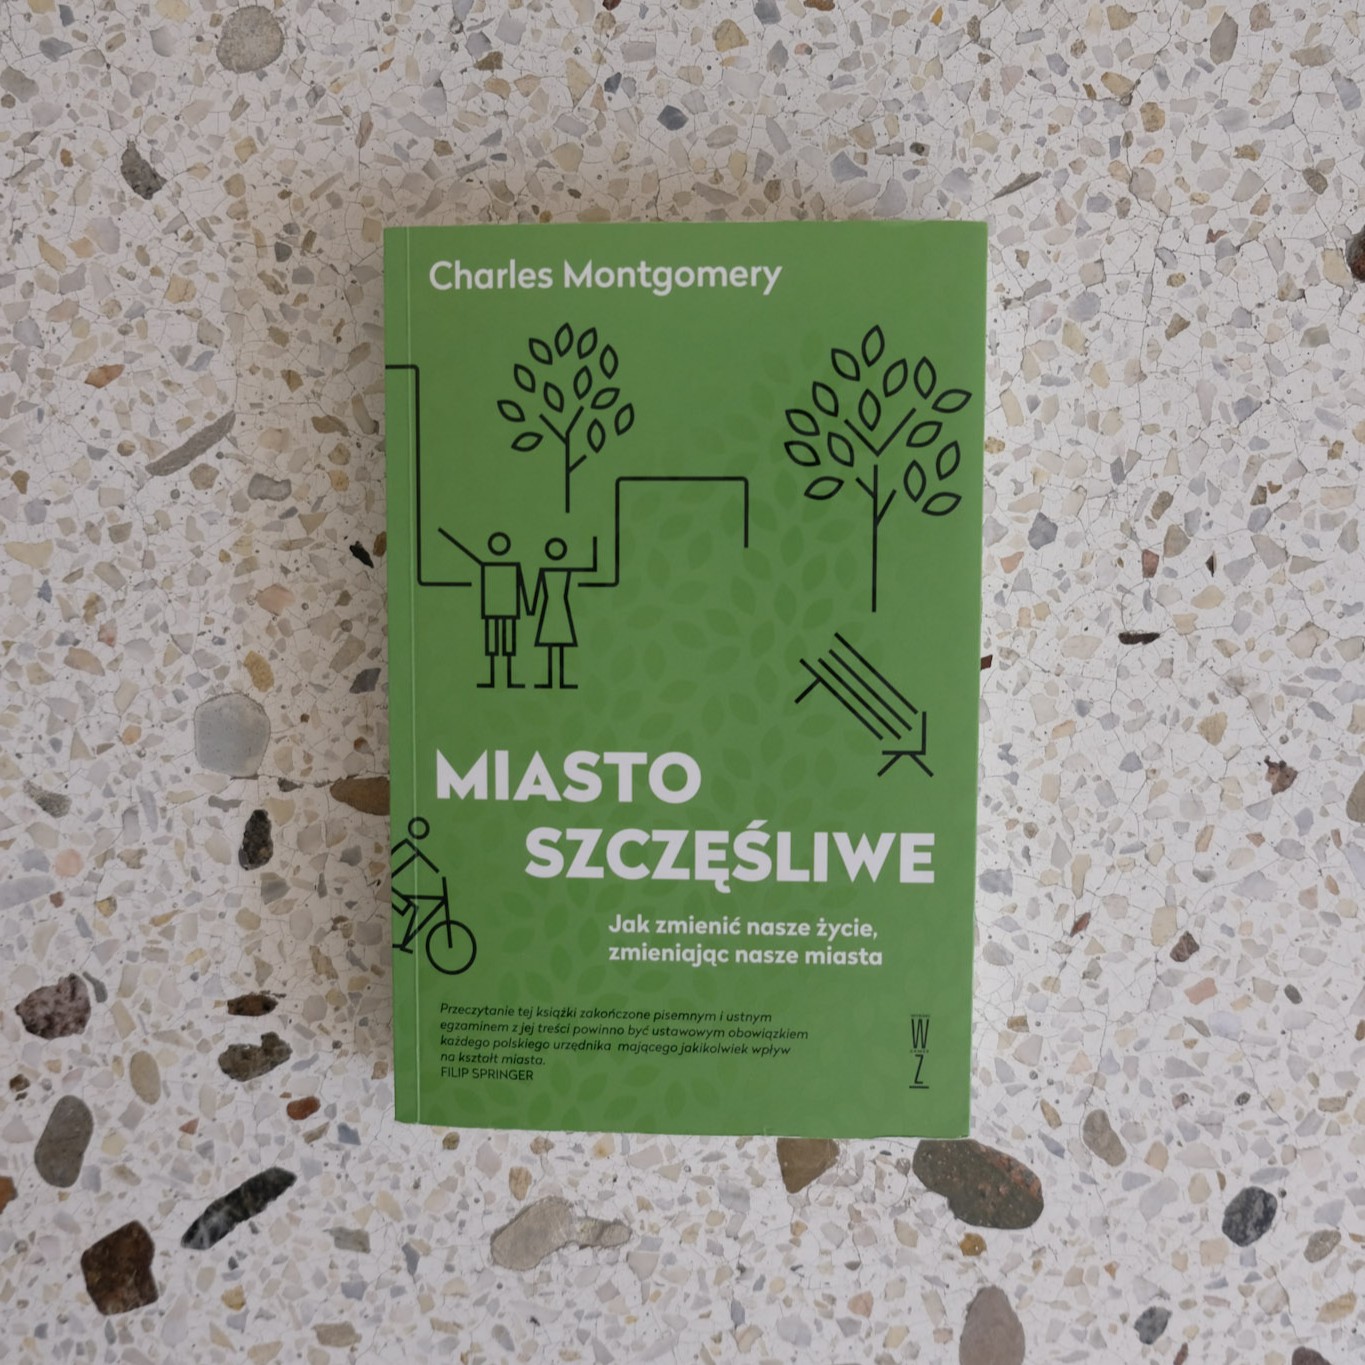 Charles Montgomery
MIASTO
SZCZĘŚLIWE
Jak zmienić nasze życie,
zmieniając nasze miasta
Przeczytanie tej książki zakończone pisemnym i ustnym
egzaminem z jej treści powinno być ustawowym obowiązkiem
każdego polskiego urzędnika mającego jakikolwiek wpływ
na kształt miasta.
FILIP SPRINGER
W
Z